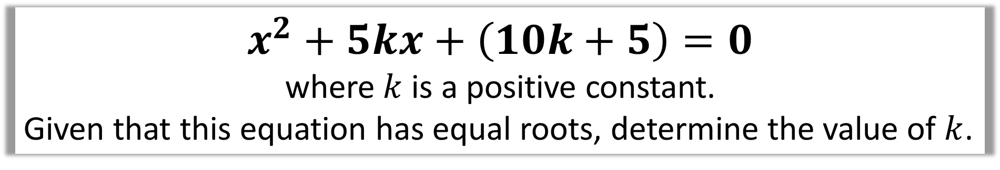 x² + 5kx + (10k + 5) = 0
where k is a positive constant.
Given that this equation has equal roots, determine the value of k.